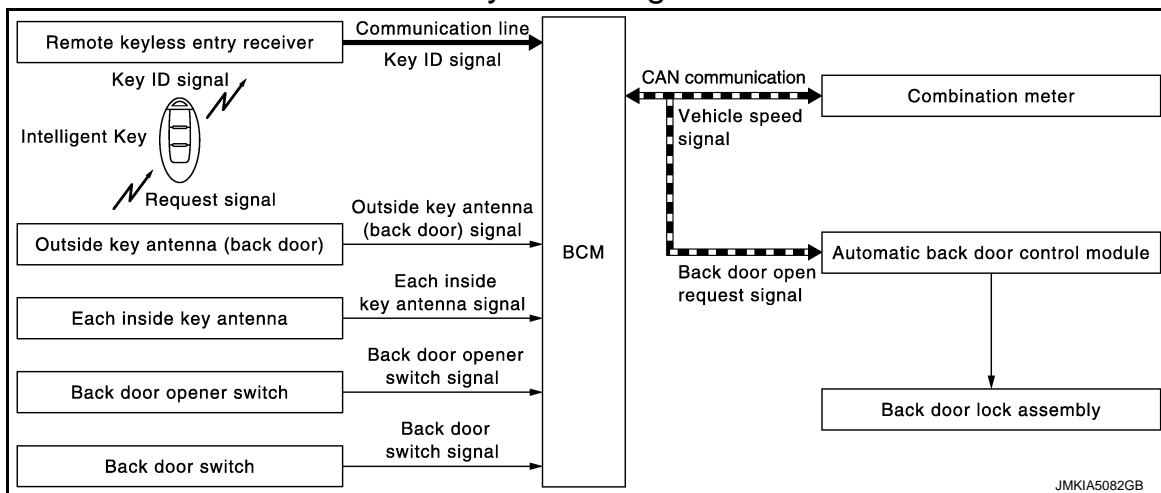 Remote keyless entry receiver
Communication line
Key ID signal
Key ID signal
Intelligent Key
Request signal
Outside key antenna (back door)
Outside key antenna
(back door) signal
Each inside key antenna
Each inside
key antenna signal
Back door opener switch
Back door opener
switch signal
Back door switch
Back door
switch signal
BCM
CAN communication
Vehicle speed
signal
Combination meter
Back door open
request signal
Automatic back door control module
Back door lock assembly
JMKIA5082GB